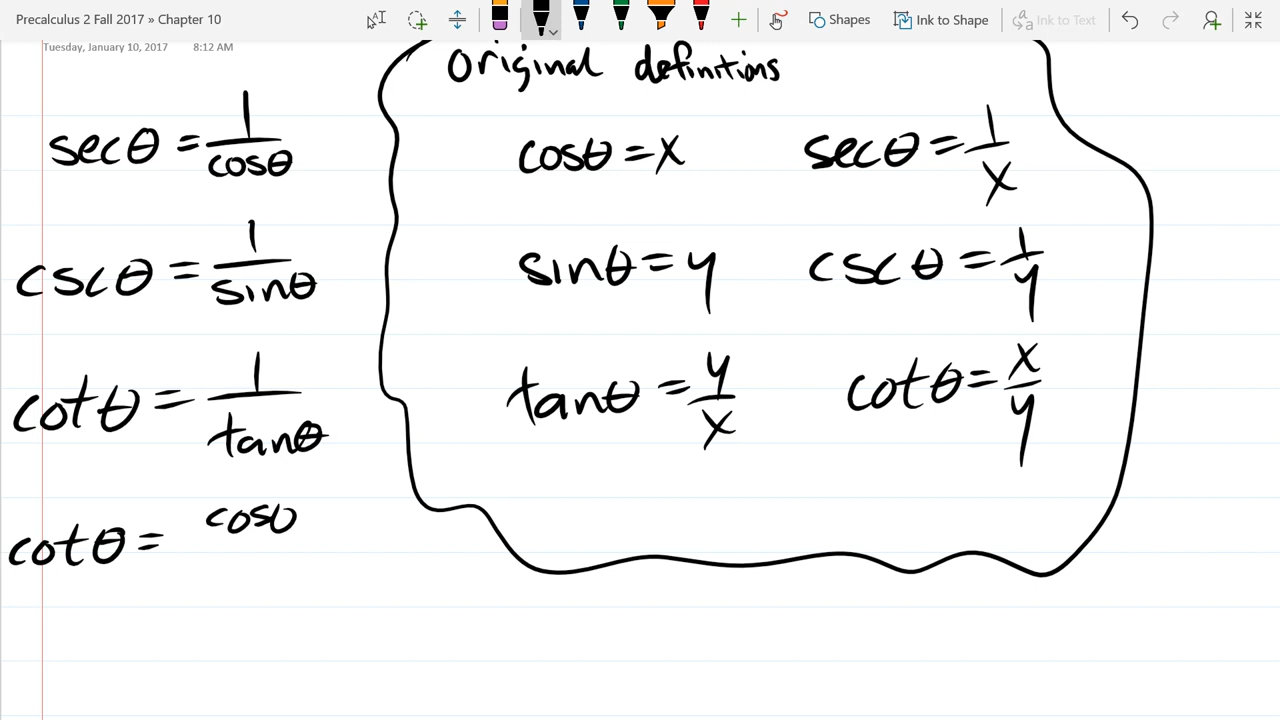 Precalculus 2 Fall 2017 » Chapter 10
Shapes
Ink to Shape
Ink to Text
Tuesday, January 10, 2017 8:12 AM
original definitions
secθ = 1/cosθ
cosθ = x
secθ = 1/x
cscθ = 1/sinθ
sinθ = y
cscθ = 1/y
cotθ = 1/tanθ
tanθ = y/x
cotθ = x/y
cotθ = cosθ